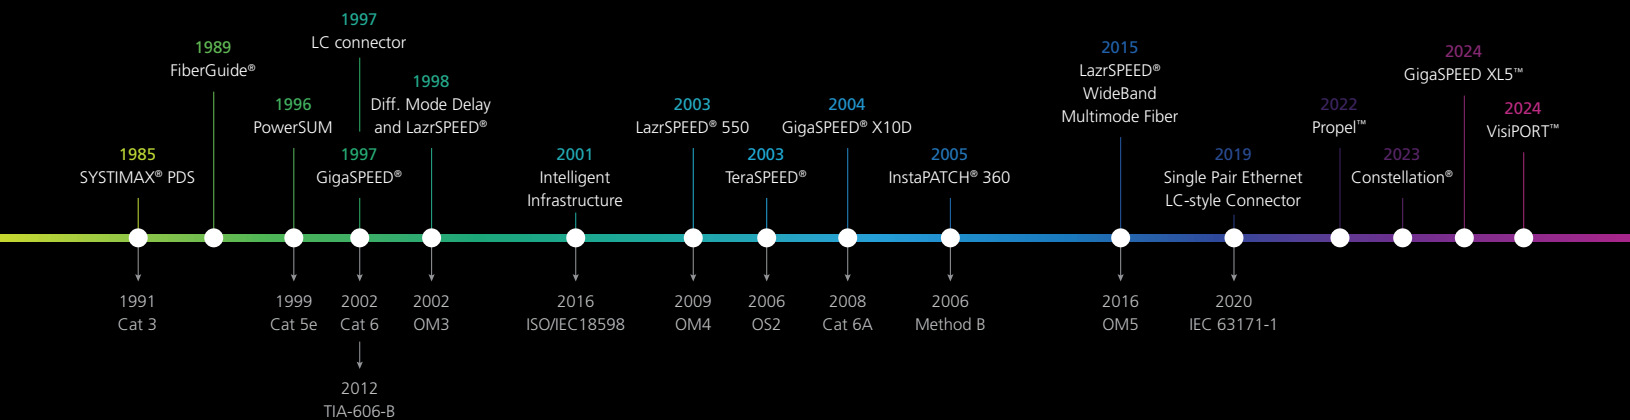 1985
SYSTIMAX® PDS
1991
Cat 3
1989
FiberGuide®
1996
PowerSUM
1999
Cat 5e
1997
LC connector
1997
GigaSPEED®
2002
Cat 6
2012
TIA-606-B
1998
Diff. Mode Delay
and LazrSPEED®
2002
OM3
2001
Intelligent
Infrastructure
2016
ISO/IEC18598
2003
LazrSPEED® 550
2009
OM4
2003
TeraSPEED®
2006
OS2
2004
GigaSPEED® X10D
2008
Cat 6A
2005
InstaPATCH® 360
2006
Method B
2015
LazrSPEED®
WideBand
Multimode Fiber
2016
OM5
2019
Single Pair Ethernet
LC-style Connector
2020
IEC 63171-1
2022
Propel™
2023
Constellation®
2024
GigaSPEED XL5™
2024
VisiPORT™